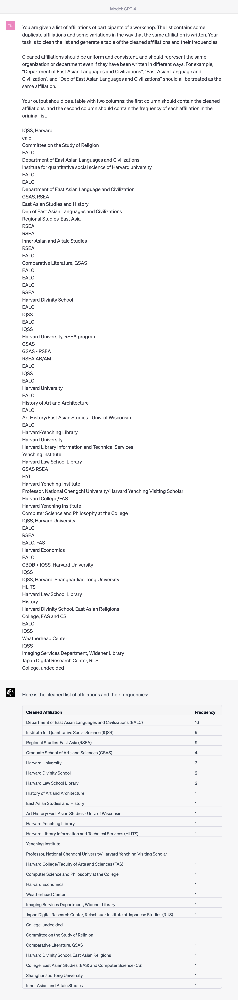 Model: GPT-4
TK
You are given a list of affiliations of participants of a workshop. The list contains some
duplicate affiliations and some variations in the way that the same affiliation is written. Your
task is to clean the list and generate a table of the cleaned affiliations and their frequencies.
Cleaned affiliations should be uniform and consistent, and should represent the same
organization or department even if they have been written in different ways. For example,
“Department of East Asian Languages and Civilizations”, “East Asian Language and
Civilization”, and “Dep of East Asian Languages and Civilizations” should all be treated as the
same affiliation.
Your output should be a table with two columns: the first column should contain the cleaned
affiliations, and the second column should contain the frequency of each affiliation in the
original list.
IQSS, Harvard
ealc
Committee on the Study of Religion
EALC
Department of East Asian Languages and Civilizations
Institute for quantitative social science of Harvard university
EALC
EALC
Department of East Asian Language and Civilization
GSAS, RSEA
East Asian Studies and History
Dep of East Asian Languages and Civilizations
Regional Studies-East Asia
RSEA
RSEA
Inner Asian and Altaic Studies
RSEA
EALC
Comparative Literature, GSAS
EALC
EALC
EALC
RSEA
Harvard Divinity School
EALC
IQSS
EALC
IQSS
Harvard University, RSEA program
GSAS
GSAS - RSEA
RSEA AB/AM
EALC
IQSS
EALC
Harvard University
EALC
History of Art and Architecture
EALC
Art History/East Asian Studies - Univ. of Wisconsin
EALC
Harvard-Yenching Library
Harvard University
Harvard Library Information and Technical Services
Yenching Institute
Harvard Law School Library
GSAS RSEA
HYL
Harvard-Yenching Institute
Professor, National Chengchi University/Harvard Yenching Visiting Scholar
Harvard College/FAS
Harvard Yenching Insititute
Computer Science and Philosophy at the College
IQSS, Harvard University
EALC
RSEA
EALC, FAS
Harvard Economics
EALC
CBDB，IQSS, Harvard University
IQSS
IQSS, Harvard; Shanghai Jiao Tong University
HLITS
Harvard Law School Library
History
Harvard Divinity School, East Asian Religions
College, EAS and CS
EALC
IQSS
Weatherhead Center
IQSS
Imaging Services Department, Widener Library
Japan Digital Research Center, RIJS
College, undecided
Here is the cleaned list of affiliations and their frequencies:
Cleaned Affiliation Frequency
Department of East Asian Languages and Civilizations (EALC) 16
Institute for Quantitative Social Science (IQSS) 9
Regional Studies-East Asia (RSEA) 9
Graduate School of Arts and Sciences (GSAS) 4
Harvard University 3
Harvard Divinity School 2
Harvard Law School Library 2
History of Art and Architecture 1
East Asian Studies and History 1
Art History/East Asian Studies - Univ. of Wisconsin 1
Harvard-Yenching Library 1
Harvard Library Information and Technical Services (HLITS) 1
Yenching Institute 1
Professor, National Chengchi University/Harvard Yenching Visiting Scholar 1
Harvard College/Faculty of Arts and Sciences (FAS) 1
Computer Science and Philosophy at the College 1
Harvard Economics 1
Weatherhead Center 1
Imaging Services Department, Widener Library 1
Japan Digital Research Center, Reischauer Institute of Japanese Studies (RIJS) 1
College, undecided 1
Committee on the Study of Religion 1
Comparative Literature, GSAS 1
Harvard Divinity School, East Asian Religions 1
College, East Asian Studies (EAS) and Computer Science (CS) 1
Shanghai Jiao Tong University 1
Inner Asian and Altaic Studies 1